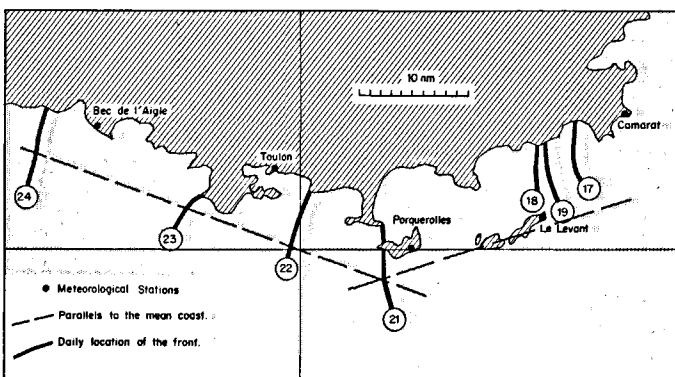 10 nm
Bec de l'Aigle
Camarat
Toulon
17
24
18
19
Porquerolles
Le Levant
23
22
Meteorological Stations
Parallels to the mean coast.
21
Daily location of the front.